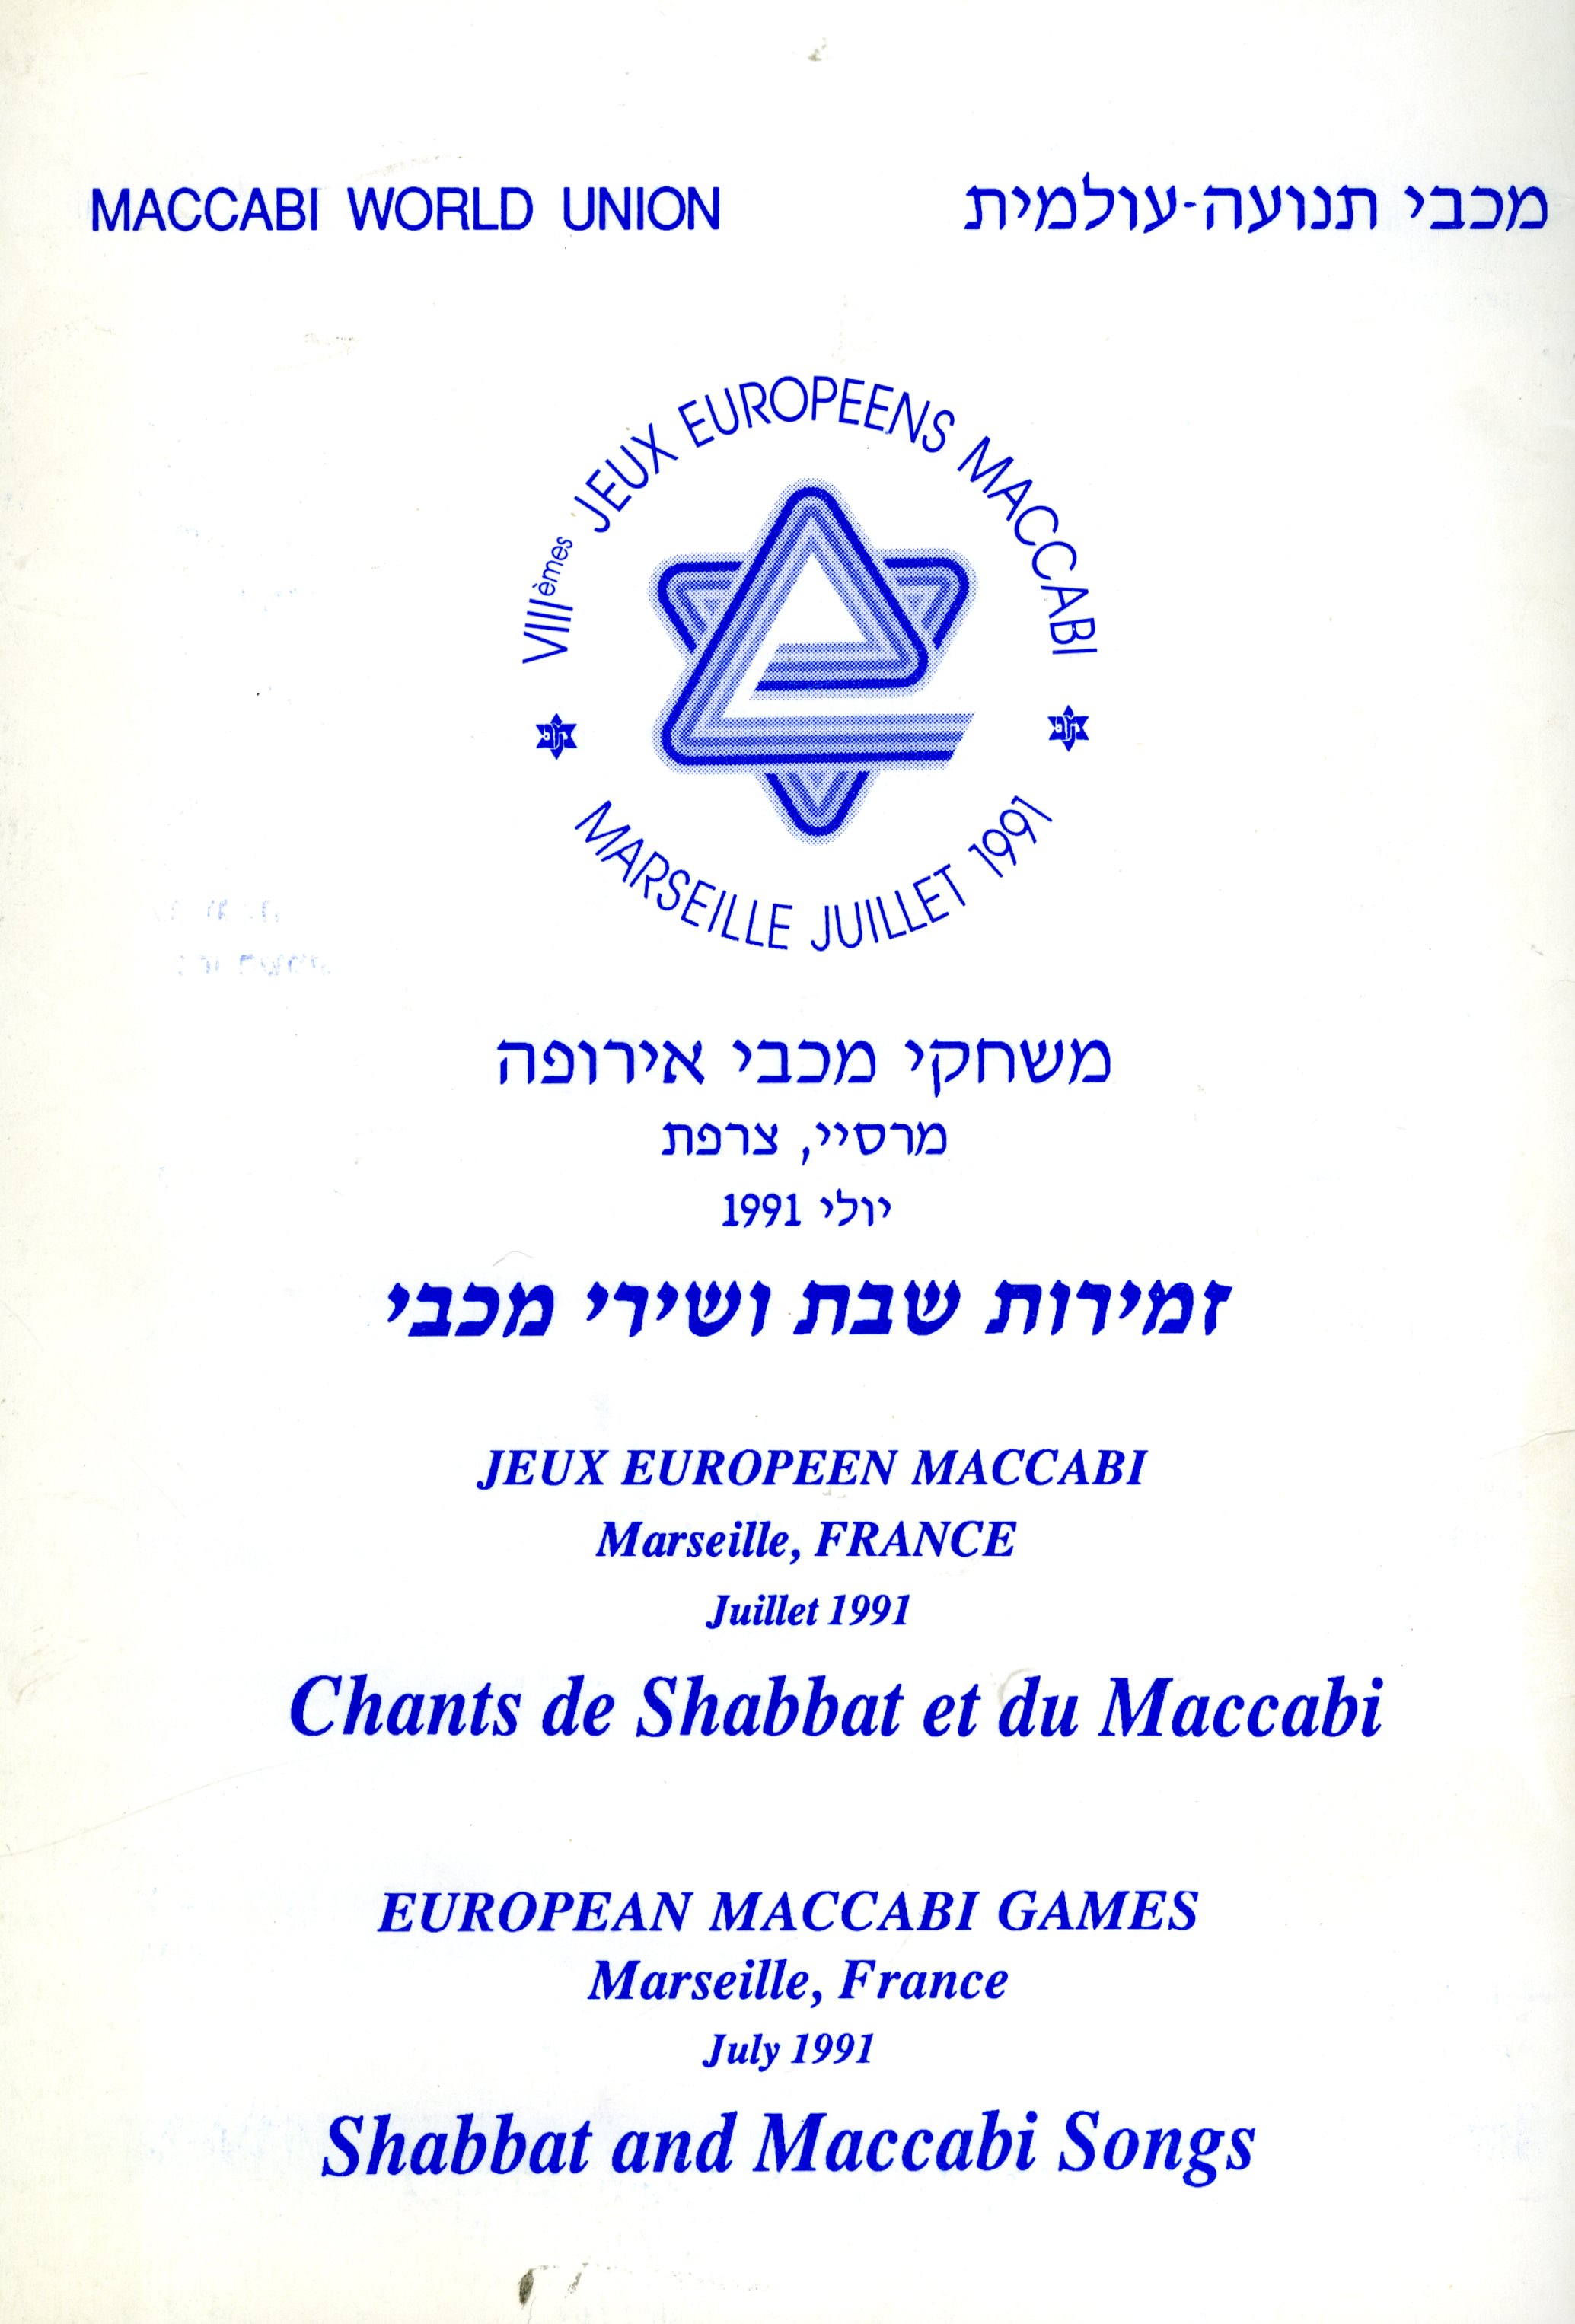 MACCABI WORLD UNION
מכבי תנועה-עולמית
VIIIèmes JEUX EUROPEENS MACCABI
MARSEILLE JUILLET 1991
משחקי מכבי אירופה
מרסיי, צרפת
יולי 1991
זמירות שבת ושירי מכבי
JEUX EUROPEEN MACCABI
Marseille, FRANCE
Juillet 1991
Chants de Shabbat et du Maccabi
EUROPEAN MACCABI GAMES
Marseille, France
July 1991
Shabbat and Maccabi Songs